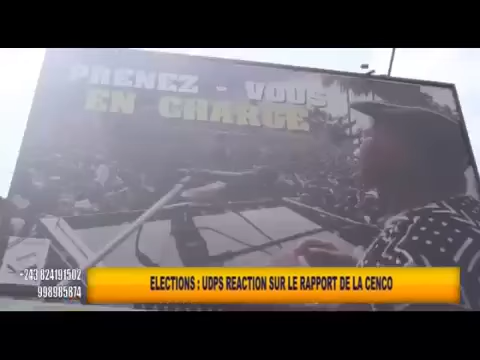 PRENEZ - VOUS
EN CHARGE
+243 824191502
998985874
ELECTIONS : UDPS REACTION SUR LE RAPPORT DE LA CENCO